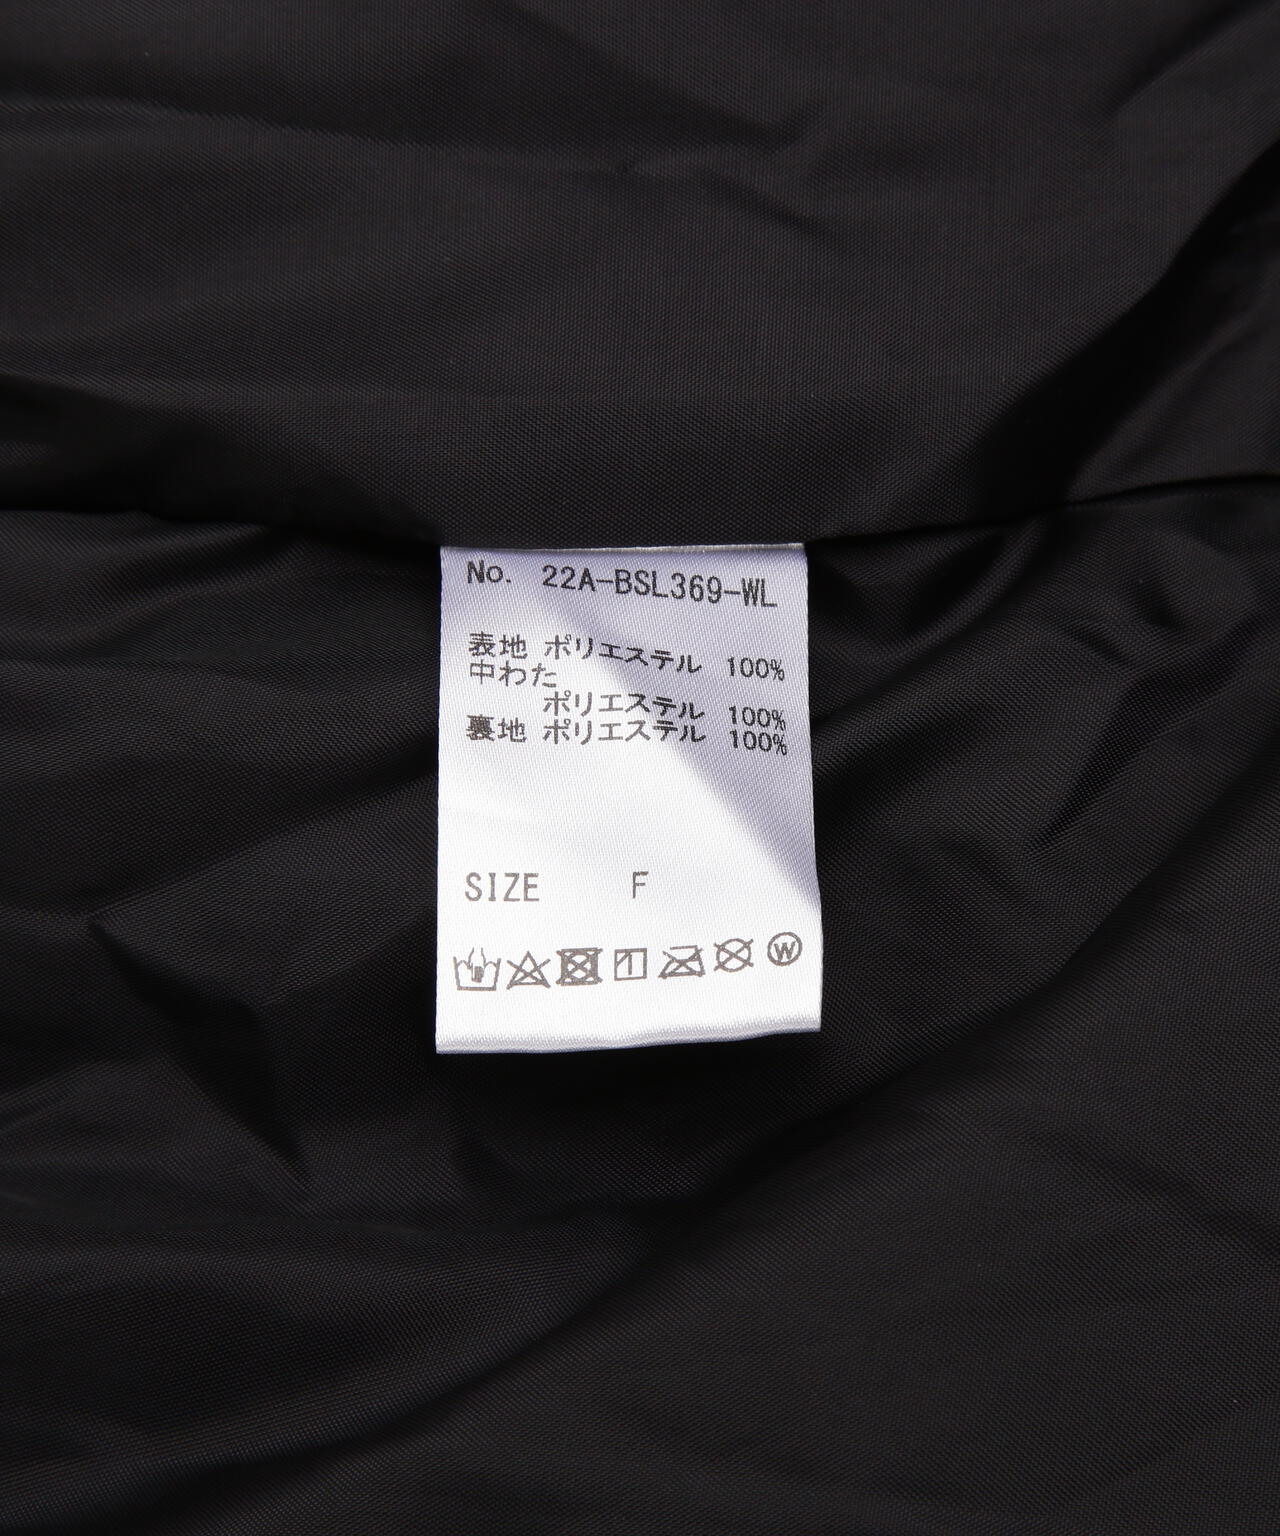 No. 22A-BSL369-WL
表地 ポリエステル 100%
中わた
ポリエステル 100%
裏地 ポリエステル 100%
SIZE F
W